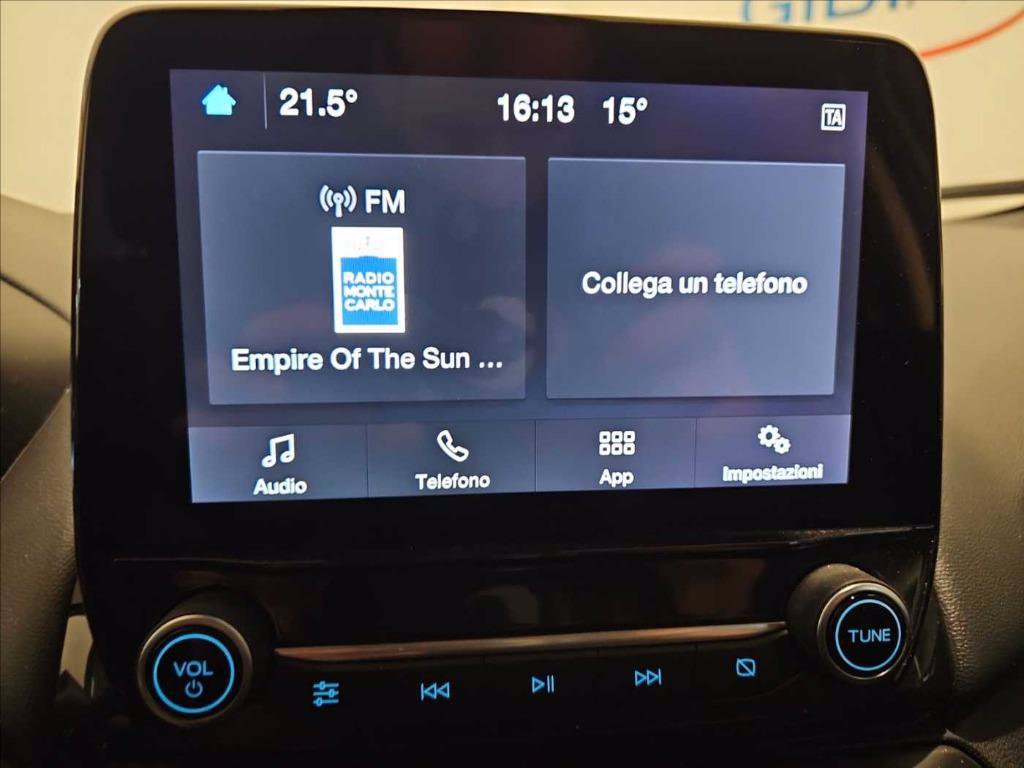 21.5°
16:13
15°
TA
FM
RADIO
MONTE
CARLO
Empire Of The Sun ...
Collega un telefono
Audio
Telefono
App
Impostazioni
VOL
TUNE